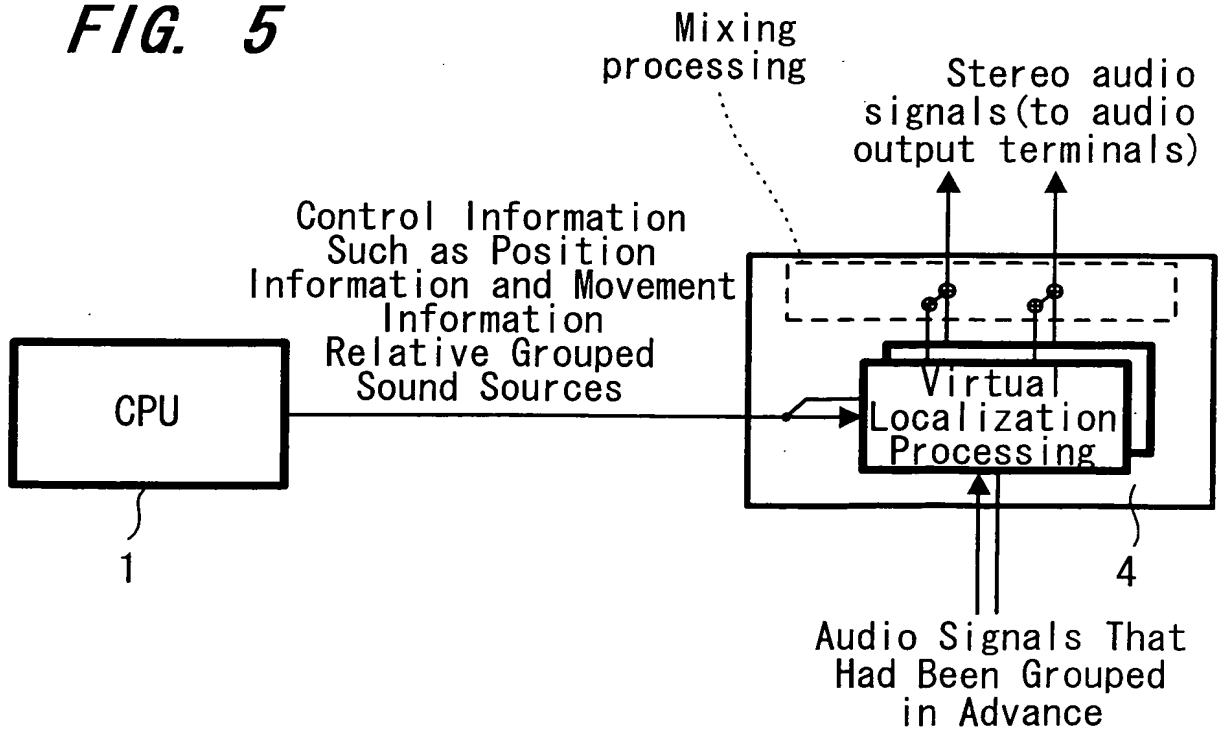 FIG. 5
Mixing
processing
Stereo audio
signals(to audio
output terminals)
Control Information
Such as Position
Information and Movement
Information
Relative Grouped
Sound Sources
CPU
Virtual
Localization
Processing
1
4
Audio Signals That
Had Been Grouped
in Advance